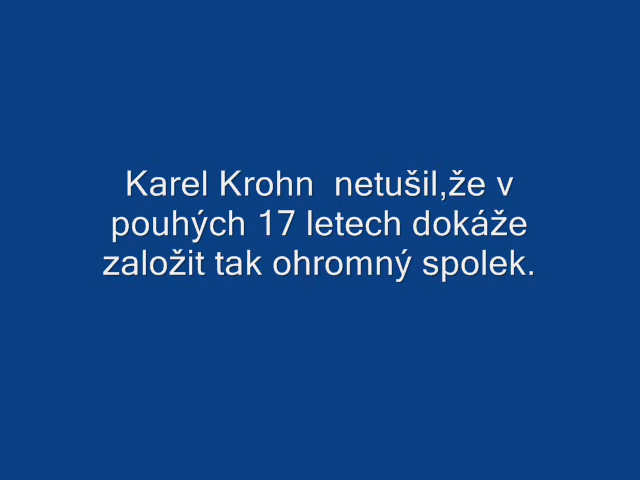 Karel Krohn  netušil,že v
pouhých 17 letech dokáže
založit tak ohromný spolek.